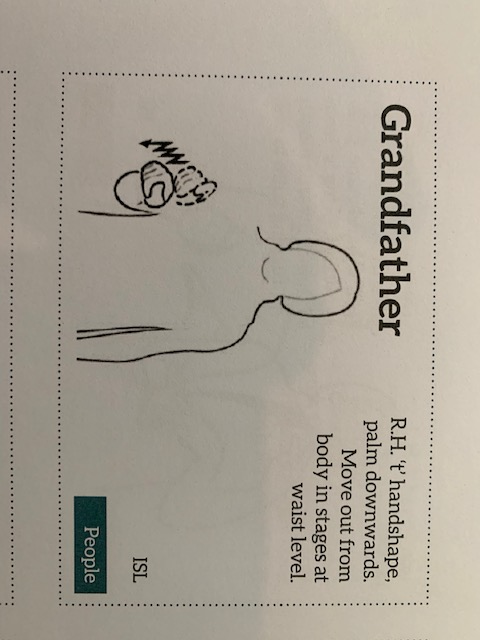 Grandfather
R.H. ‘t’ handshape,
palm downwards.
Move out from
body in stages at
waist level.
ISL
People